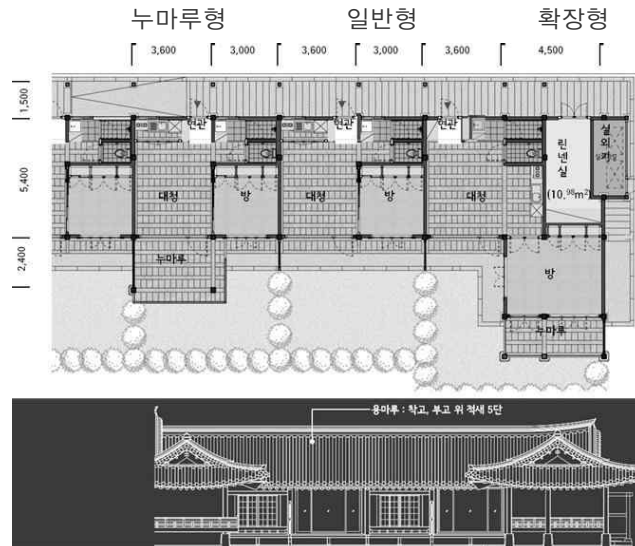 누마루형 일반형 확장형
3,600 3,000 3,600 3,000 3,600 4,500
1,500
5,400
2,400
현관 현관 현관
대청 방 대청 방 대청
린넨실
(10.98m²)
실외기
누마루
방
누마루
용마루 : 착고, 부고 위 적새 5단